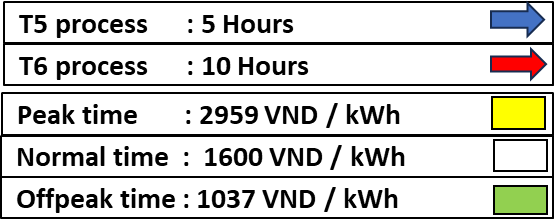 T5 process : 5 Hours
T6 process : 10 Hours
Peak time : 2959 VND / kWh
Normal time : 1600 VND / kWh
Offpeak time : 1037 VND / kWh